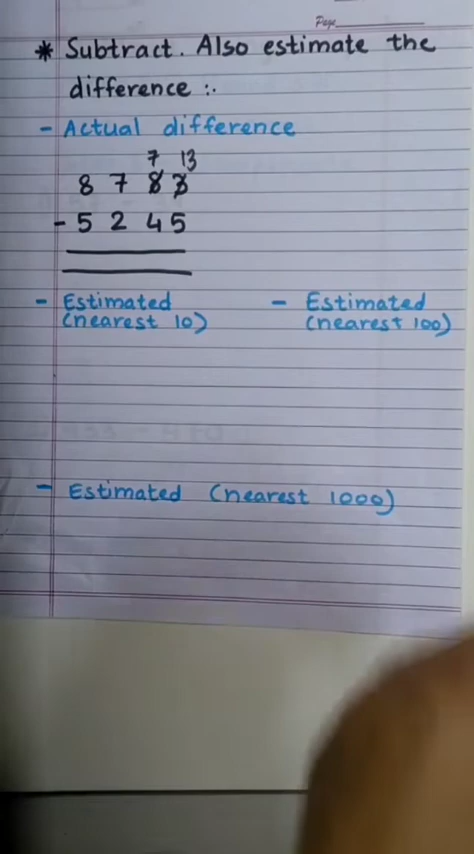 Page
* Subtract. Also estimate the
difference :.
- Actual difference
7 13
8 7 8 3
- 5 2 4 5
- Estimated
(nearest 10)
- Estimated
(nearest 100)
- Estimated (nearest 1000)